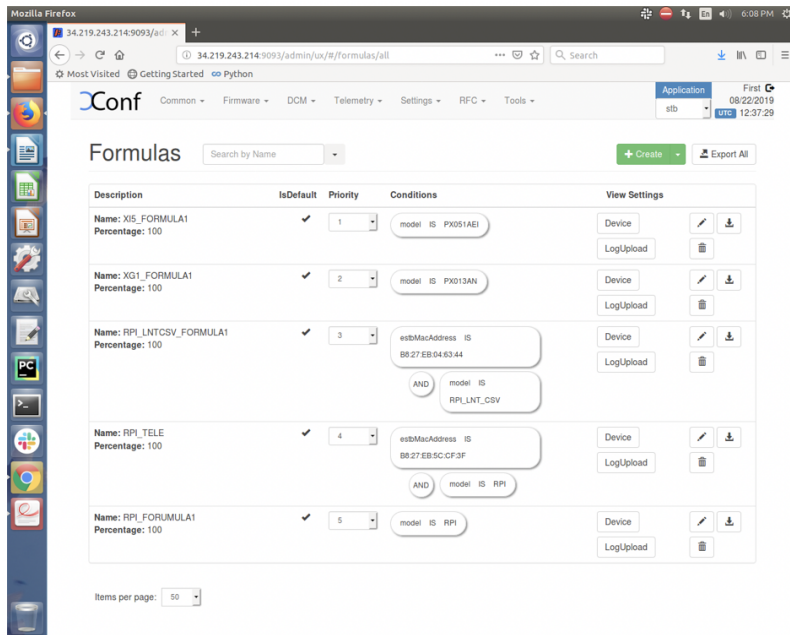 Mozilla Firefox
En 6:08 PM
34.219.243.214:9093/adm
34.219.243.214:9093/admin/ux/#/formulas/all
Search
Most Visited Getting Started Python
XConf Common Firmware DCM Telemetry Settings RFC Tools
Application First
stb 08/22/2019
UTC 12:37:29
Formulas Search by Name Create Export All
Description IsDefault Priority Conditions View Settings
Name: XI5_FORMULA1 1 model IS PX051AEI Device
Percentage: 100 LogUpload
Name: XG1_FORMULA1 2 model IS PX013AN Device
Percentage: 100 LogUpload
Name: RPI_LNTCSV_FORMULA1 3 estbMacAddress IS Device
Percentage: 100 B8:27:EB:04:63:44 LogUpload
AND model IS
RPI_LNT_CSV
Name: RPI_TELE 4 estbMacAddress IS Device
Percentage: 100 B8:27:EB:5C:CF:3F LogUpload
AND model IS RPI
Name: RPI_FORUMULA1 5 model IS RPI Device
Percentage: 100 LogUpload
Items per page: 50